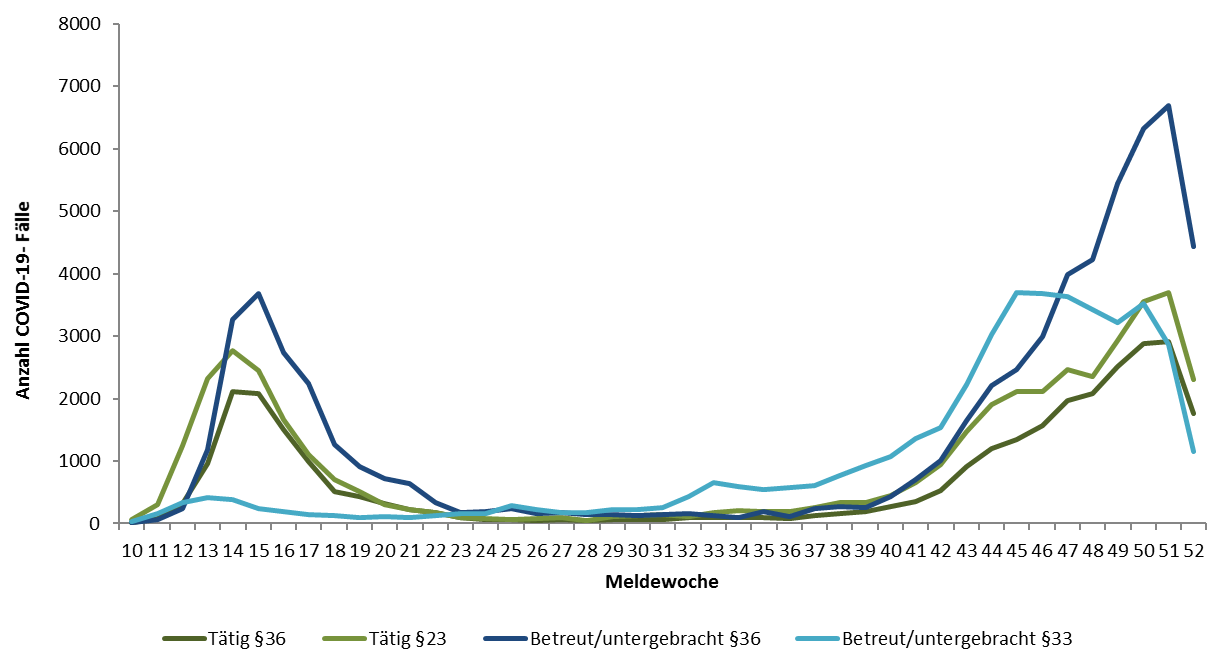 8000
7000
6000
5000
4000
3000
2000
1000
0
Anzahl COVID-19- Fälle
10 11 12 13 14 15 16 17 18 19 20 21 22 23 24 25 26 27 28 29 30 31 32 33 34 35 36 37 38 39 40 41 42 43 44 45 46 47 48 49 50 51 52
Meldewoche
Tätig §36 Tätig §23 Betreut/untergebracht §36 Betreut/untergebracht §33